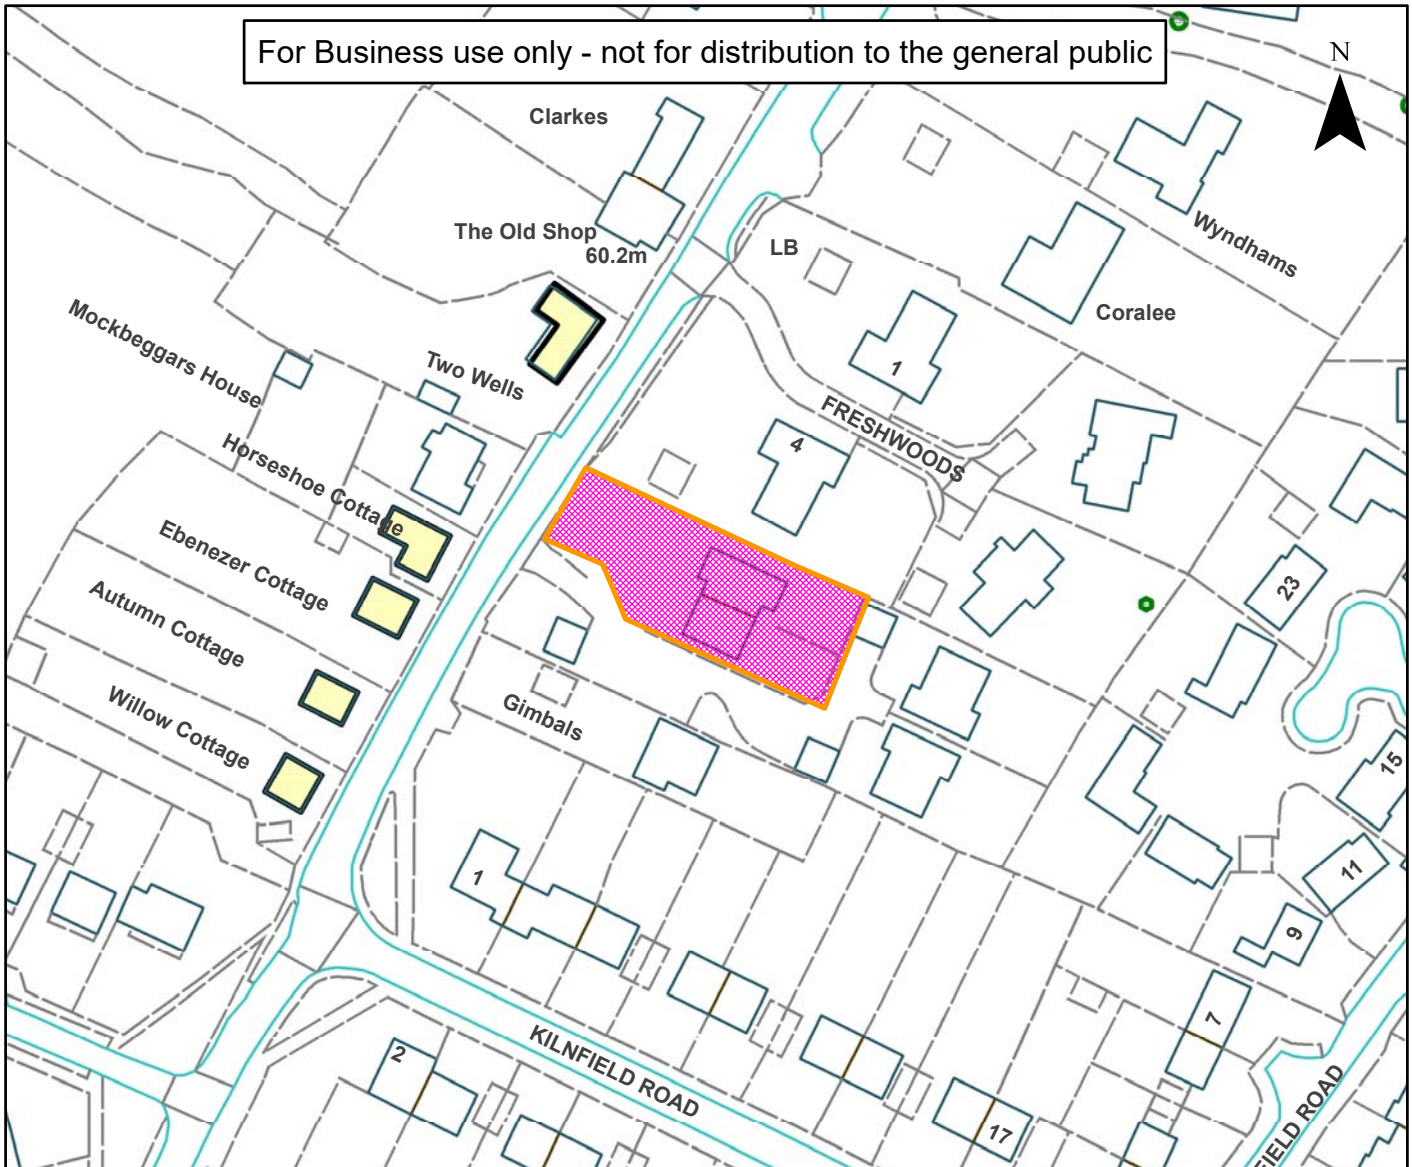 For Business use only - not for distribution to the general public
N
Clarkes
The Old Shop
60.2m
LB
Wyndhams
Coralee
Mockbeggars House
Two Wells
1
FRESHWOODS
4
Horseshoe Cottage
Ebenezer Cottage
Autumn Cottage
Willow Cottage
Gimbals
23
15
11
9
7
1
2
KILNFIELD ROAD
17
FIELD ROAD